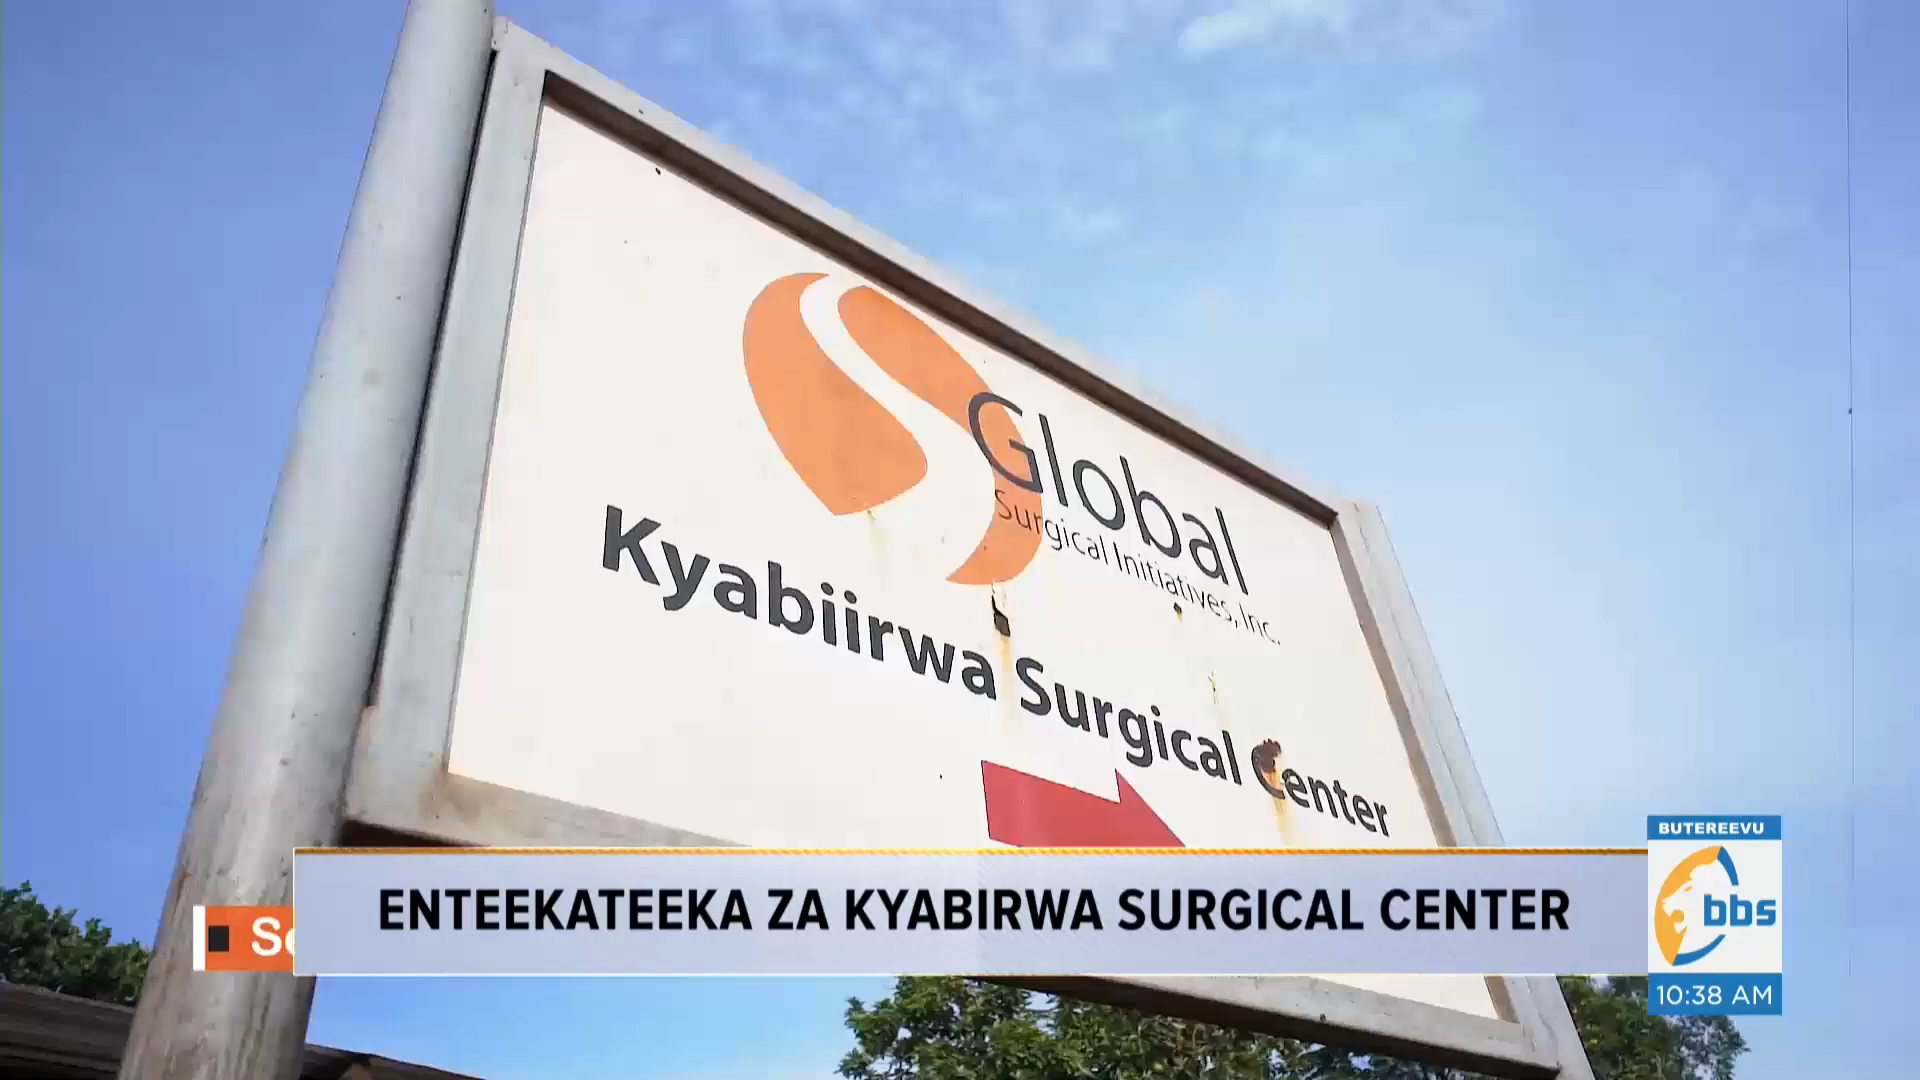 Global
Surgical Initiatives, Inc.
Kyabiirwa Surgical Center
BUTEREEVU
bbs
ENTEEKATEEKA ZA KYABIRWA SURGICAL CENTER
10:38 AM